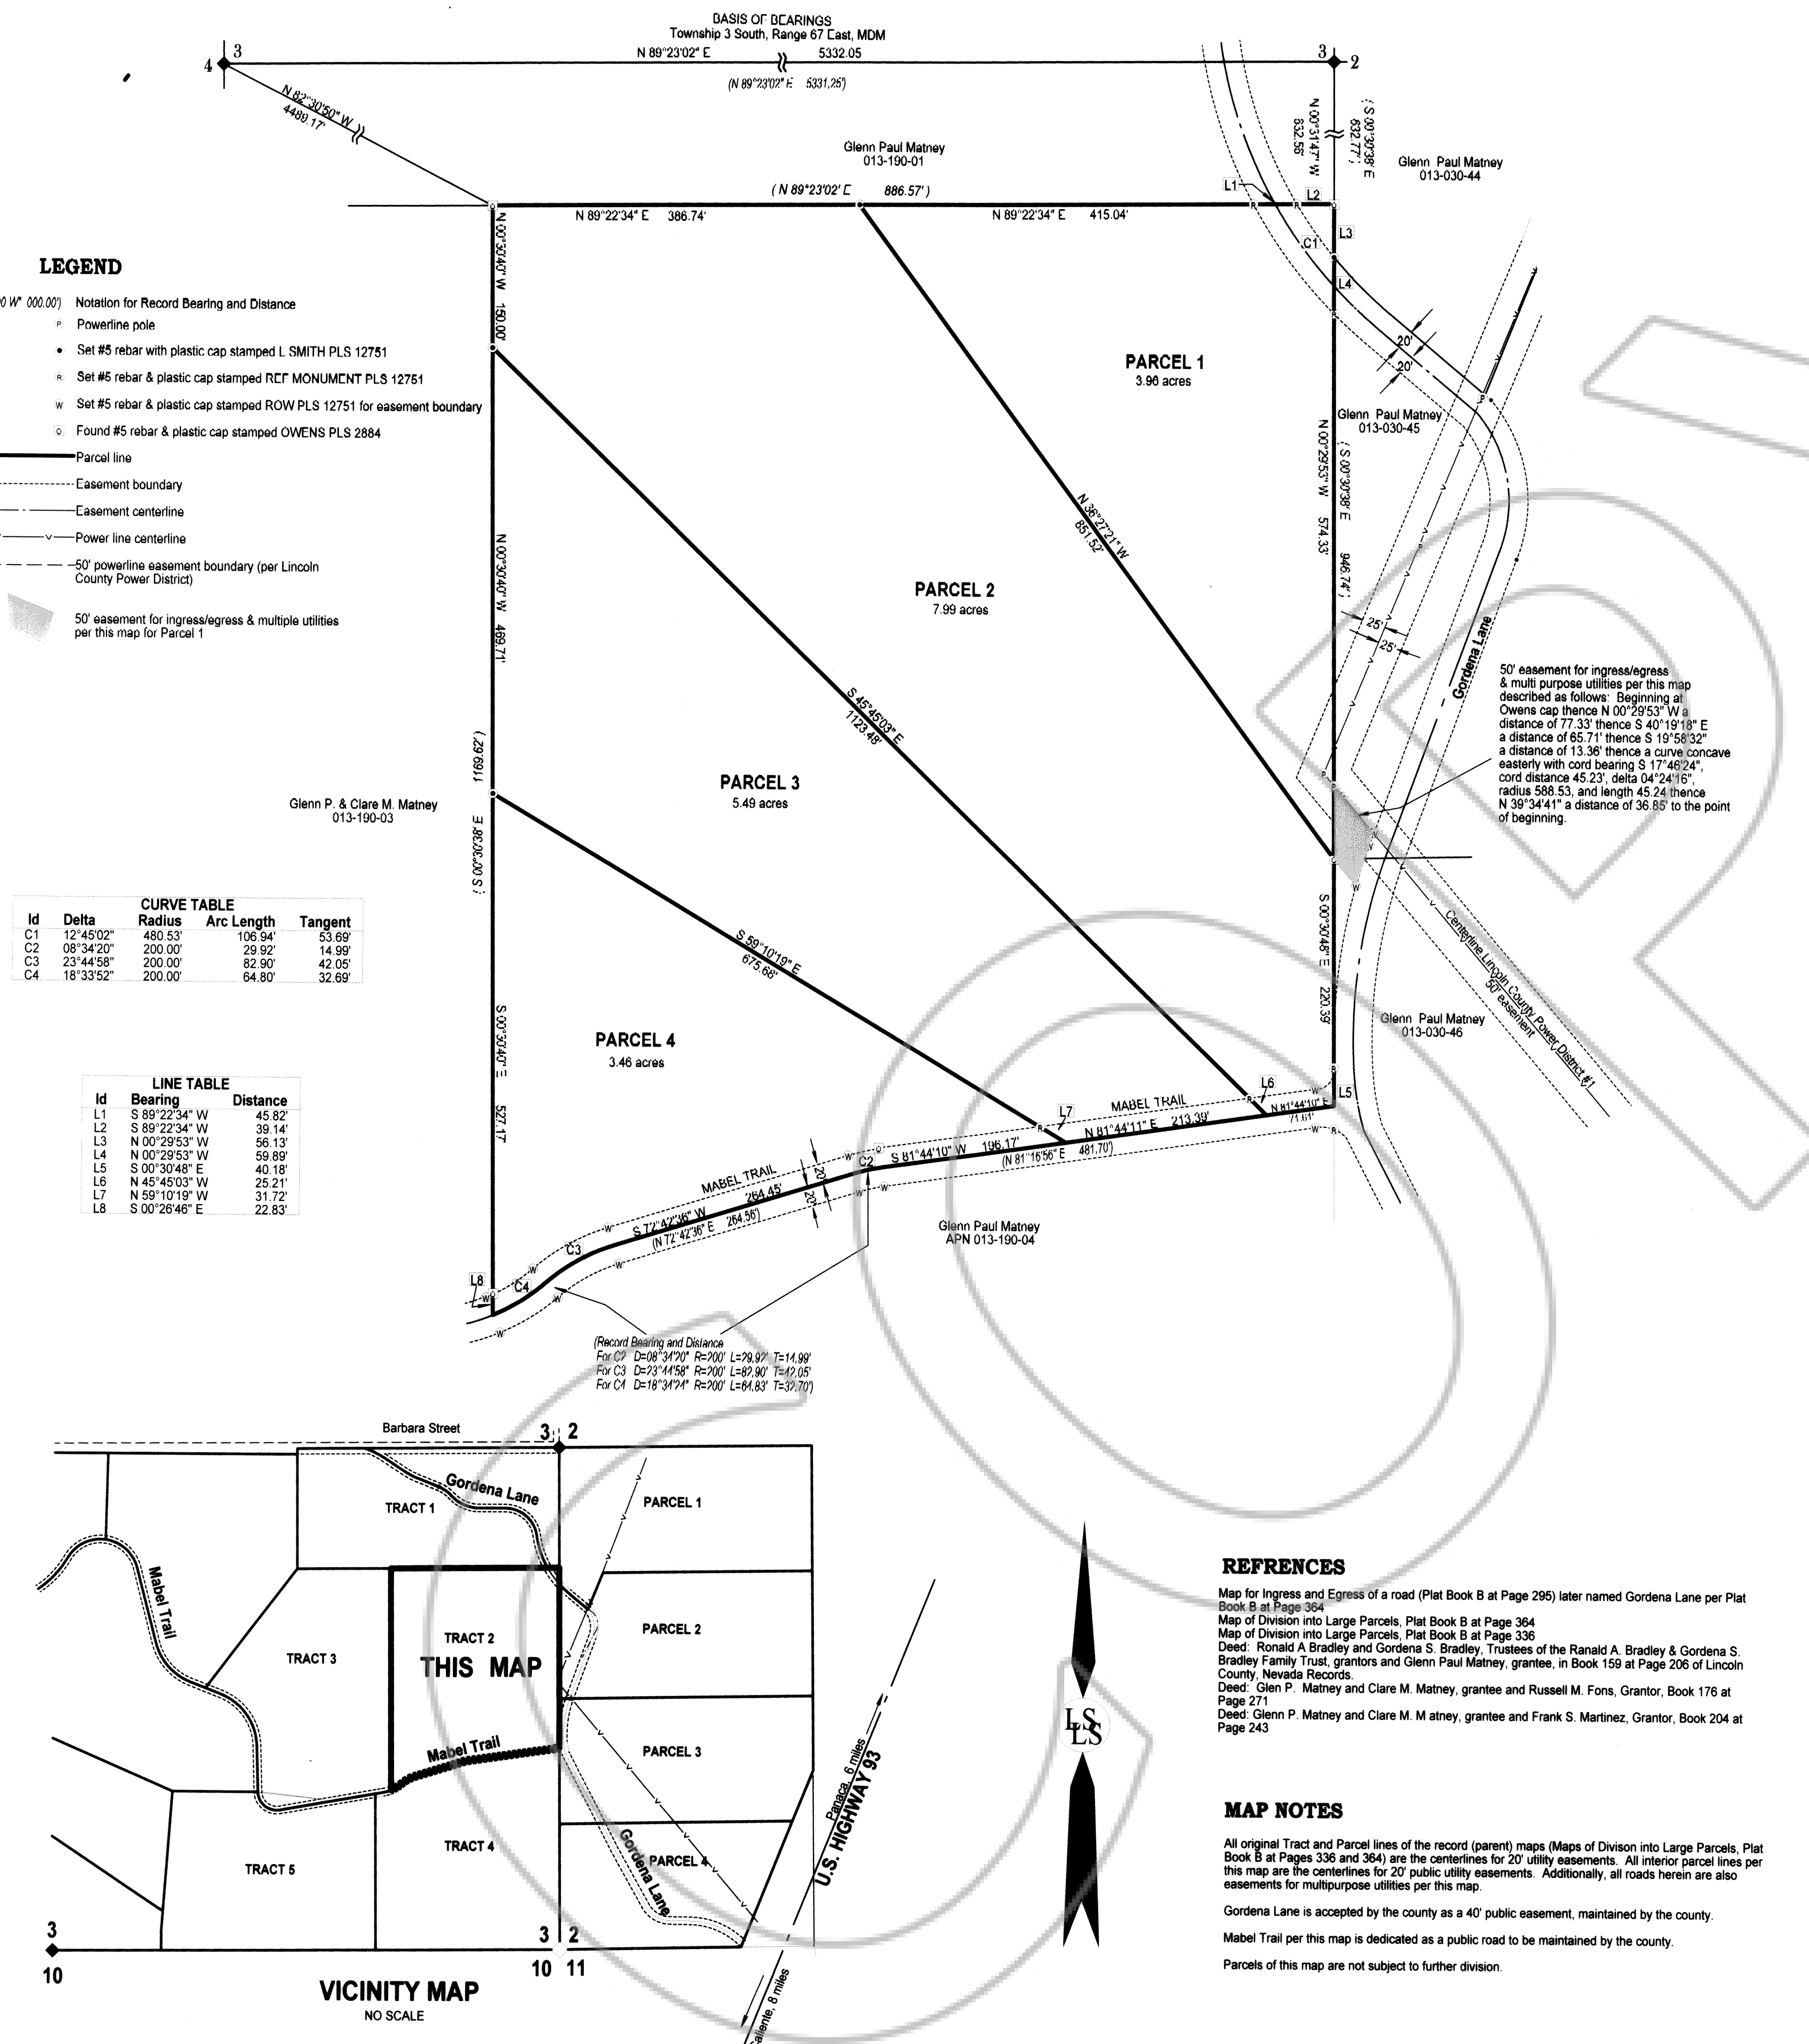 BASIS OF BEARINGS
Township 3 South, Range 67 East, MDM
N 89°23'02" E 5332.05
(N 89°23'02" E 5331.25')
3
4
3
2
N 82°30'50" W
4489.17'
N 00°31'47" W
632.56'
( S 00°30'38" E
632.77')
Glenn Paul Matney
013-190-01
Glenn Paul Matney
013-030-44
( N 89°23'02' E 886.57' )
L1
L2
N 89°22'34" E 386.74'
N 89°22'34" E 415.04'
L3
C1
L4
N 00°30'40" W 150.00'
LEGEND
0 W" 000.00') Notation for Record Bearing and Distance
P Powerline pole
Set #5 rebar with plastic cap stamped L SMITH PLS 12751
R Set #5 rebar & plastic cap stamped REF MONUMENT PLS 12751
W Set #5 rebar & plastic cap stamped ROW PLS 12751 for easement boundary
O Found #5 rebar & plastic cap stamped OWENS PLS 2884
Parcel line
Easement boundary
Easement centerline
Power line centerline
50' powerline easement boundary (per Lincoln
County Power District)
50' easement for ingress/egress & multiple utilities
per this map for Parcel 1
20'
20'
PARCEL 1
3.96 acres
Glenn Paul Matney
013-030-45
N 00°29'53" W 574.33'
( S 00°30'38' E 946.74' )
N 36°27'21" W
851.52'
PARCEL 2
7.99 acres
N 00°30'40" W 469.71'
25'
25'
Gordena Lane
S 45°45'03" E
1123.48'
50' easement for ingress/egress
& multi purpose utilities per this map
described as follows: Beginning at
Owens cap thence N 00°29'53" W a
distance of 77.33' thence S 40°19'18" E
a distance of 65.71' thence S 19°58'32"
a distance of 13.36' thence a curve concave
easterly with cord bearing S 17°46'24",
cord distance 45.23', delta 04°24'16",
radius 588.53, and length 45.24 thence
N 39°34'41" a distance of 36.85' to the point
of beginning.
PARCEL 3
5.49 acres
Glenn P. & Clare M. Matney
013-190-03
( S 00°30'38' E 1169.62' )
CURVE TABLE
Id Delta Radius Arc Length Tangent
C1 12°45'02" 480.53' 106.94' 53.69'
C2 08°34'20" 200.00' 29.92' 14.99'
C3 23°44'58" 200.00' 82.90' 42.05'
C4 18°33'52" 200.00' 64.80' 32.69'
S 59°10'19" E
675.68'
S 00°30'48" E 220.39'
Centerline Lincoln County Power District #1
50' easement
Glenn Paul Matney
013-030-46
PARCEL 4
3.46 acres
S 00°30'40" E 527.17'
LINE TABLE
Id Bearing Distance
L1 S 89°22'34" W 45.82'
L2 S 89°22'34" W 39.14'
L3 N 00°29'53" W 56.13'
L4 N 00°29'53" W 59.89'
L5 S 00°30'48" E 40.18'
L6 N 45°45'03" W 25.21'
L7 N 59°10'19" W 31.72'
L8 S 00°26'46" E 22.83'
L6
L5
L7
MABEL TRAIL
N 81°44'10" E
71.61'
N 81°44'11" E 213.39'
S 81°44'10" W 196.17'
(N 81°16'56" E 481.70')
C2
MABEL TRAIL
20'
20'
264.45'
S 72°42'36" W
(N 72°42'36" E 264.56')
C3
C4
L8
Glenn Paul Matney
APN 013-190-04
(Record Bearing and Distance
For C2 D=08°34'20" R=200' L=29.92' T=14.99'
For C3 D=23°44'58" R=200' L=82.90' T=42.05'
For C4 D=18°34'24" R=200' L=64.83' T=32.70')
Barbara Street
3 2
Gordena Lane
TRACT 1
PARCEL 1
Mabel Trail
TRACT 2
THIS MAP
TRACT 3
PARCEL 2
Mabel Trail
PARCEL 3
TRACT 4
TRACT 5
PARCEL 4
Gordena Lane
Panaca, 6 miles
U.S. HIGHWAY 93
aliente, 8 miles
3
10
3 2
10 11
VICINITY MAP
NO SCALE
LS
LS
REFRENCES
Map for Ingress and Egress of a road (Plat Book B at Page 295) later named Gordena Lane per Plat
Book B at Page 364
Map of Division into Large Parcels, Plat Book B at Page 364
Map of Division into Large Parcels, Plat Book B at Page 336
Deed: Ronald A Bradley and Gordena S. Bradley, Trustees of the Ranald A. Bradley & Gordena S.
Bradley Family Trust, grantors and Glenn Paul Matney, grantee, in Book 159 at Page 206 of Lincoln
County, Nevada Records.
Deed: Glen P. Matney and Clare M. Matney, grantee and Russell M. Fons, Grantor, Book 176 at
Page 271
Deed: Glenn P. Matney and Clare M. M atney, grantee and Frank S. Martinez, Grantor, Book 204 at
Page 243
MAP NOTES
All original Tract and Parcel lines of the record (parent) maps (Maps of Divison into Large Parcels, Plat
Book B at Pages 336 and 364) are the centerlines for 20' utility easements. All interior parcel lines per
this map are the centerlines for 20' public utility easements. Additionally, all roads herein are also
easements for multipurpose utilities per this map.
Gordena Lane is accepted by the county as a 40' public easement, maintained by the county.
Mabel Trail per this map is dedicated as a public road to be maintained by the county.
Parcels of this map are not subject to further division.